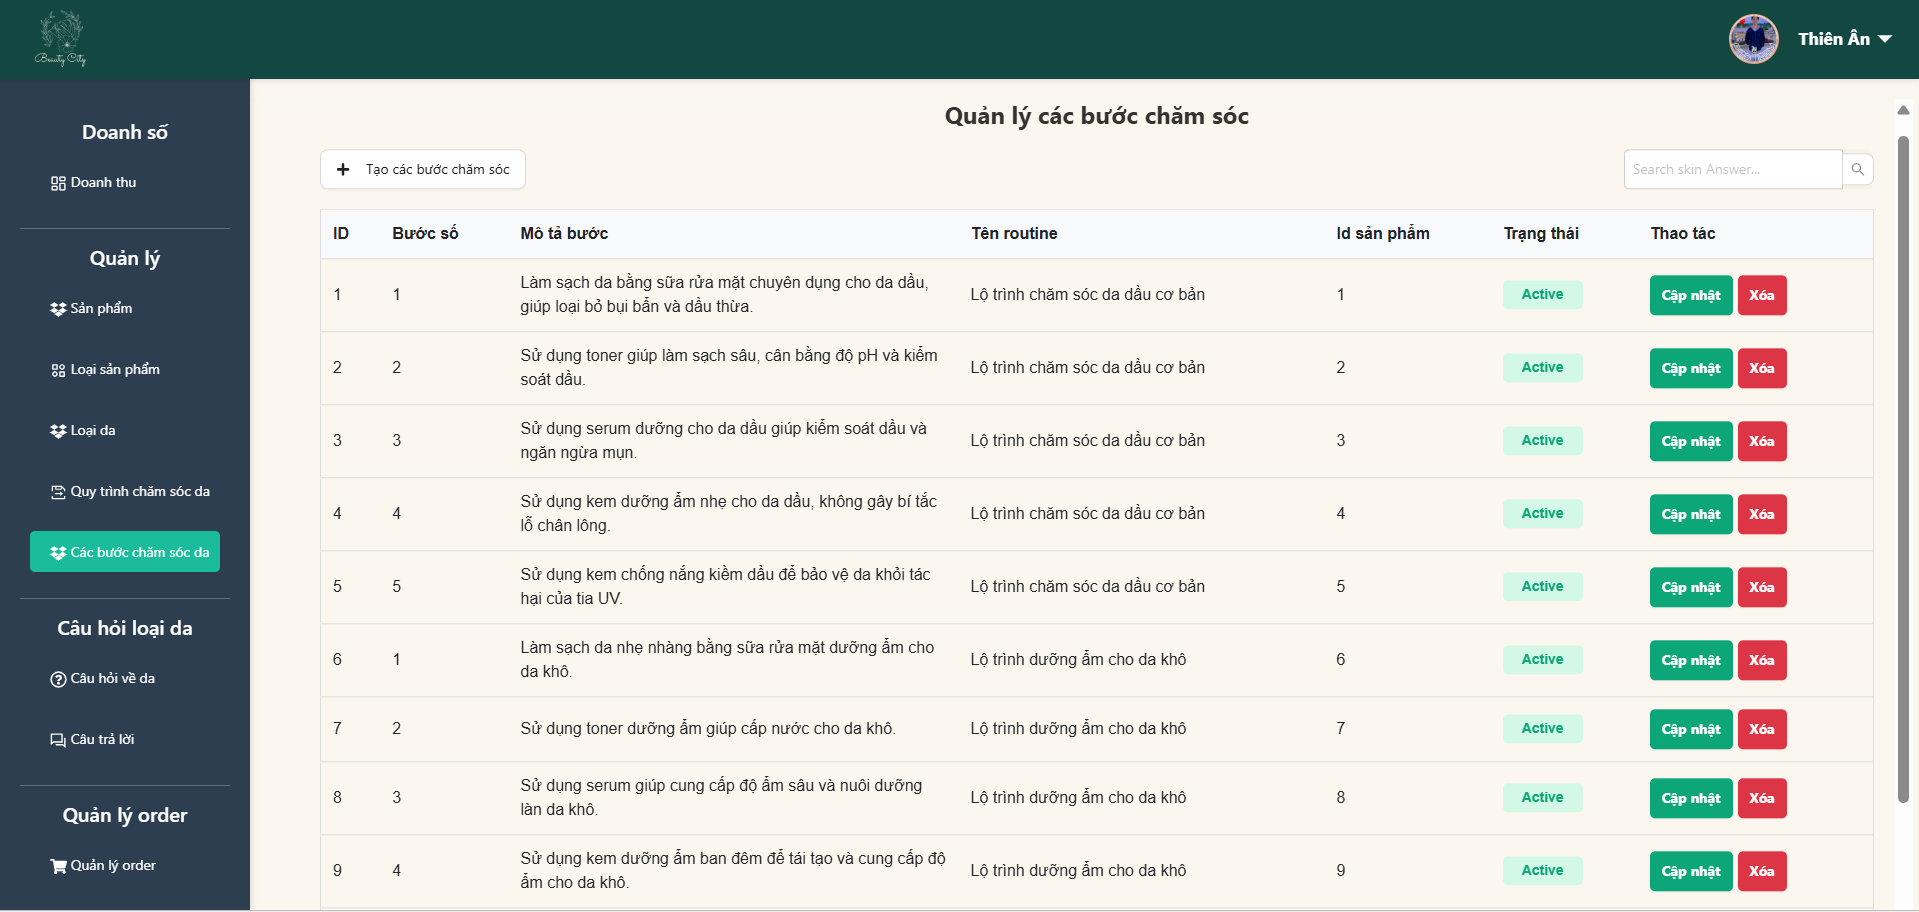 Beauty City
Thiên Ân
Doanh số
Doanh thu
Quản lý
Sản phẩm
Loại sản phẩm
Loại da
Quy trình chăm sóc da
Các bước chăm sóc da
Câu hỏi loại da
Câu hỏi về da
Câu trả lời
Quản lý order
Quản lý order
Quản lý các bước chăm sóc
Tạo các bước chăm sóc
Search skin Answer...
ID Bước số Mô tả bước Tên routine Id sản phẩm Trạng thái Thao tác
1 1 Làm sạch da bằng sữa rửa mặt chuyên dụng cho da dầu,
giúp loại bỏ bụi bẩn và dầu thừa. Lộ trình chăm sóc da dầu cơ bản 1 Active Cập nhật Xóa
2 2 Sử dụng toner giúp làm sạch sâu, cân bằng độ pH và kiểm
soát dầu. Lộ trình chăm sóc da dầu cơ bản 2 Active Cập nhật Xóa
3 3 Sử dụng serum dưỡng cho da dầu giúp kiểm soát dầu và
ngăn ngừa mụn. Lộ trình chăm sóc da dầu cơ bản 3 Active Cập nhật Xóa
4 4 Sử dụng kem dưỡng ẩm nhẹ cho da dầu, không gây bí tắc
lỗ chân lông. Lộ trình chăm sóc da dầu cơ bản 4 Active Cập nhật Xóa
5 5 Sử dụng kem chống nắng kiềm dầu để bảo vệ da khỏi tác
hại của tia UV. Lộ trình chăm sóc da dầu cơ bản 5 Active Cập nhật Xóa
6 1 Làm sạch da nhẹ nhàng bằng sữa rửa mặt dưỡng ẩm cho
da khô. Lộ trình dưỡng ẩm cho da khô 6 Active Cập nhật Xóa
7 2 Sử dụng toner dưỡng ẩm giúp cấp nước cho da khô. Lộ trình dưỡng ẩm cho da khô 7 Active Cập nhật Xóa
8 3 Sử dụng serum giúp cung cấp độ ẩm sâu và nuôi dưỡng
làn da khô. Lộ trình dưỡng ẩm cho da khô 8 Active Cập nhật Xóa
9 4 Sử dụng kem dưỡng ẩm ban đêm để tái tạo và cung cấp độ
ẩm cho da khô. Lộ trình dưỡng ẩm cho da khô 9 Active Cập nhật Xóa